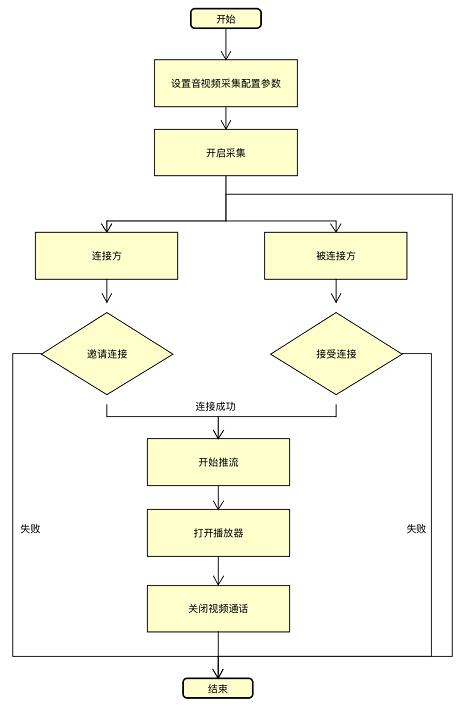 开始
设置音视频采集配置参数
开启采集
连接方
被连接方
邀请连接
接受连接
连接成功
开始推流
打开播放器
失败
失败
关闭视频通话
结束